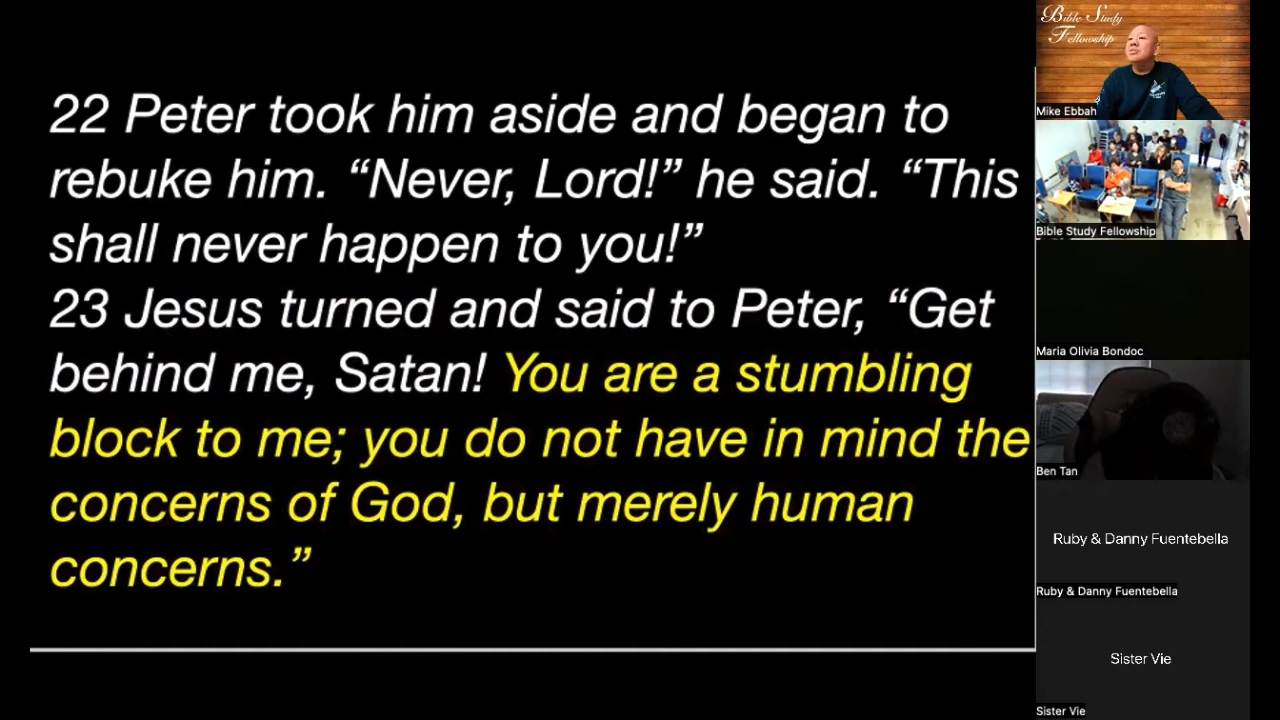 22 Peter took him aside and began to
rebuke him. “Never, Lord!” he said. “This
shall never happen to you!”
23 Jesus turned and said to Peter, “Get
behind me, Satan! You are a stumbling
block to me; you do not have in mind the
concerns of God, but merely human
concerns.”
Bible Study
Fellowship
Mike Ebbah
Bible Study Fellowship
Maria Olivia Bondoc
Ben Tan
Ruby & Danny Fuentebella
Ruby & Danny Fuentebella
Sister Vie
Sister Vie